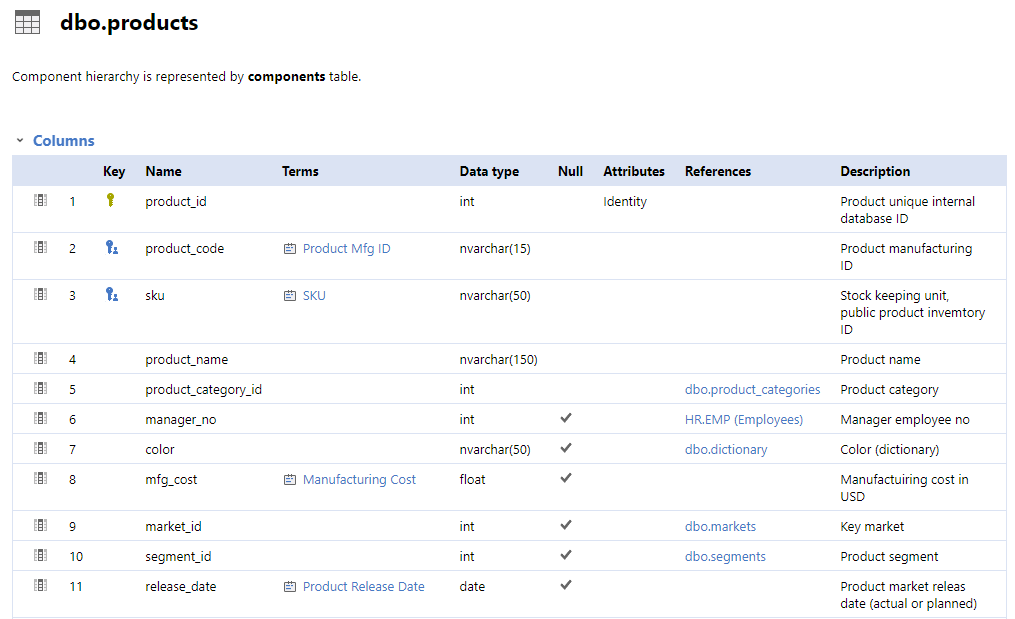 dbo.products
Component hierarchy is represented by components table.
Columns
Key Name Terms Data type Null Attributes References Description
1 product_id int Identity Product unique internal
database ID
2 product_code Product Mfg ID nvarchar(15) Product manufacturing
ID
3 sku SKU nvarchar(50) Stock keeping unit,
public product invemtory
ID
4 product_name nvarchar(150) Product name
5 product_category_id int dbo.product_categories Product category
6 manager_no int HR.EMP (Employees) Manager employee no
7 color nvarchar(50) dbo.dictionary Color (dictionary)
8 mfg_cost Manufacturing Cost float Manufactuiring cost in
USD
9 market_id int dbo.markets Key market
10 segment_id int dbo.segments Product segment
11 release_date Product Release Date date Product market releas
date (actual or planned)